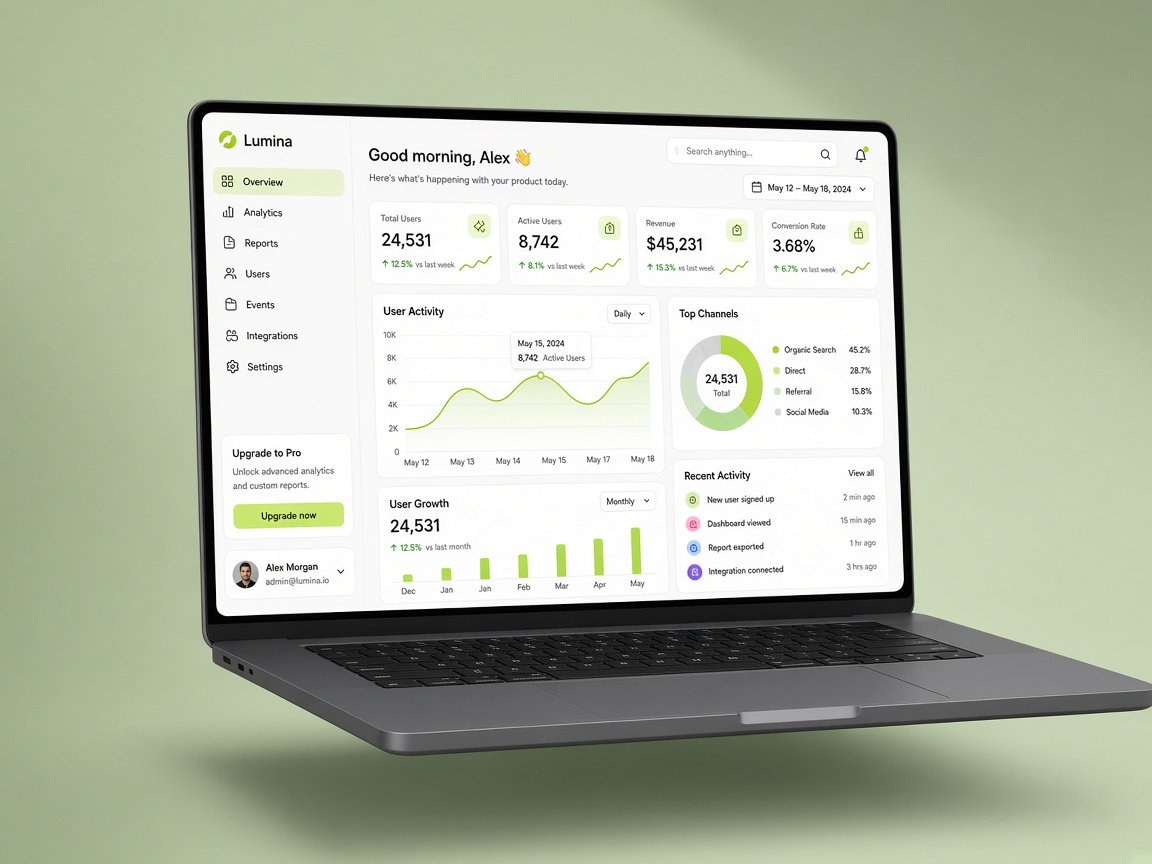 Lumina
Overview
Analytics
Reports
Users
Events
Integrations
Settings
Upgrade to Pro
Unlock advanced analytics
and custom reports.
Upgrade now
Alex Morgan
admin@lumina.io
Good morning, Alex 👋
Here's what's happening with your product today.
Search anything...
May 12 – May 18, 2024
Total Users
24,531
↑ 12.5% vs last week
Active Users
8,742
↑ 8.1% vs last week
Revenue
$45,231
↑ 15.3% vs last week
Conversion Rate
3.68%
↑ 6.7% vs last week
User Activity
Daily
10K
8K
6K
4K
2K
0
May 15, 2024
8,742 Active Users
May 12 May 13 May 14 May 15 May 17 May 18
Top Channels
24,531
Total
Organic Search 45.2%
Direct 28.7%
Referral 15.8%
Social Media 10.3%
User Growth
Monthly
24,531
↑ 12.5% vs last month
Dec Jan Jan Feb Mar Apr May
Recent Activity
View all
New user signed up 2 min ago
Dashboard viewed 15 min ago
Report exported 1 hr ago
Integration connected 3 hrs ago